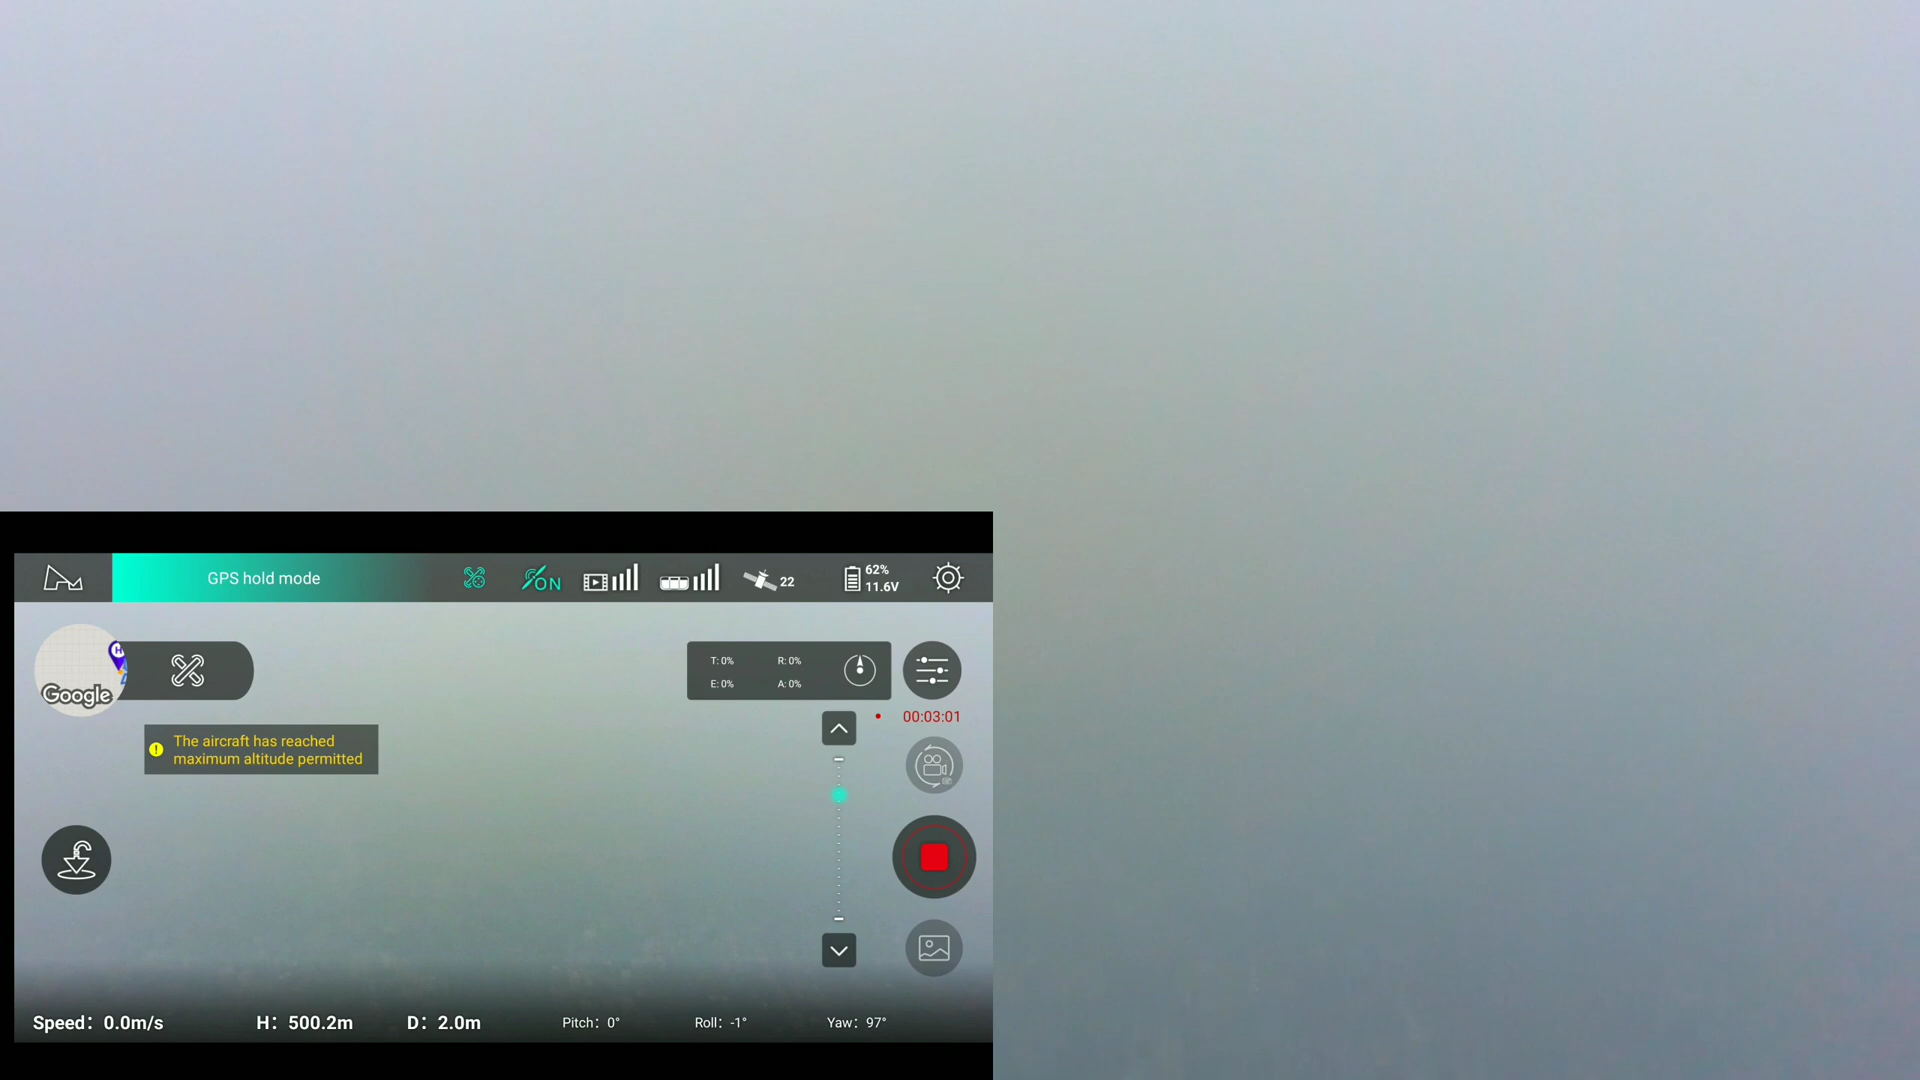 GPS hold mode
ON
22
62%
11.6V
H
Google
T: 0%
R: 0%
E: 0%
A: 0%
00:03:01
The aircraft has reached
maximum altitude permitted
Speed: 0.0m/s
H: 500.2m
D: 2.0m
Pitch: 0°
Roll: -1°
Yaw: 97°